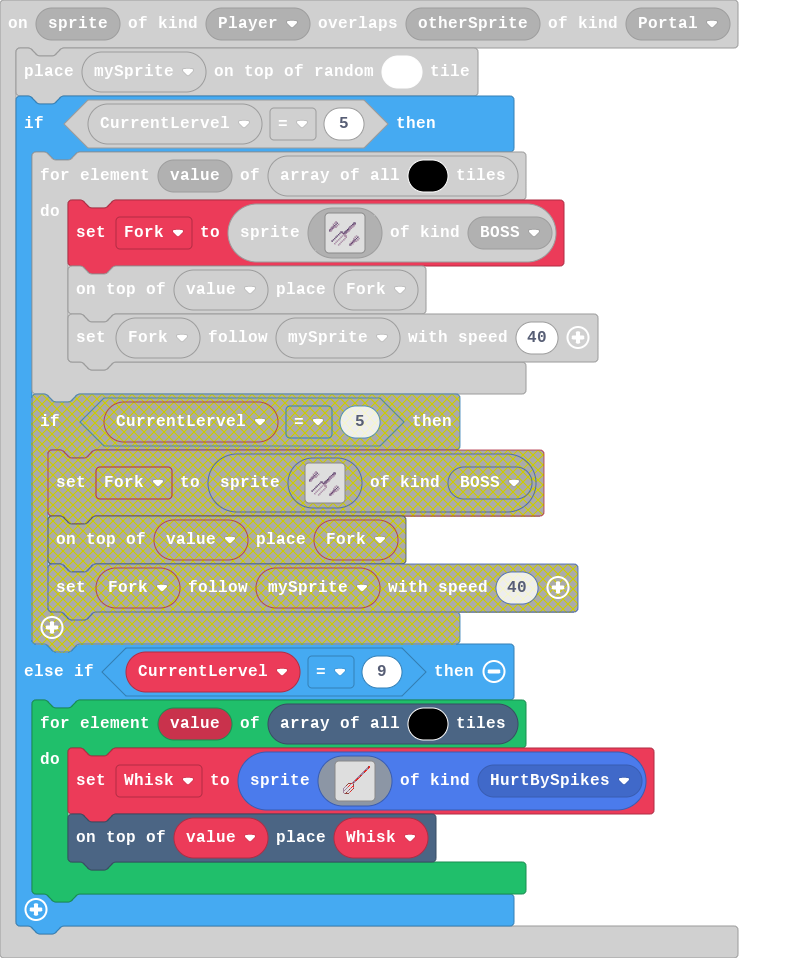 on sprite of kind Player overlaps otherSprite of kind Portal
place mySprite on top of random tile
if CurrentLervel = 5 then
for element value of array of all tiles
do
set Fork to sprite of kind BOSS
on top of value place Fork
set Fork follow mySprite with speed 40
if CurrentLervel = 5 then
set Fork to sprite of kind BOSS
on top of value place Fork
set Fork follow mySprite with speed 40
else if CurrentLervel = 9 then
for element value of array of all tiles
do
set Whisk to sprite of kind HurtBySpikes
on top of value place Whisk